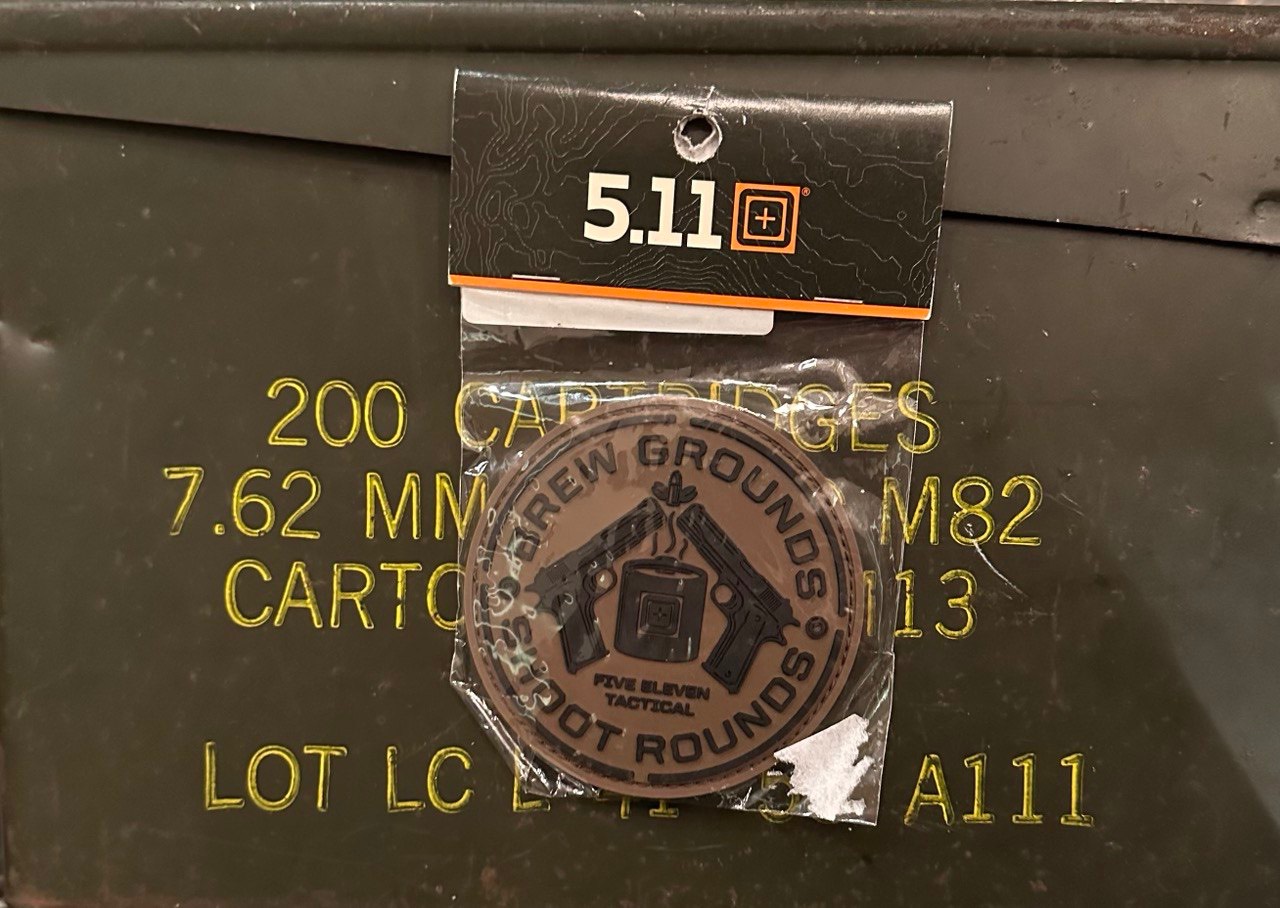 5.11
200 CARTRIDGES
7.62 MM M82
CARTO 113
BREW GROUNDS
FIVE ELEVEN
TACTICAL
SHOOT ROUNDS
LOT LC L A111